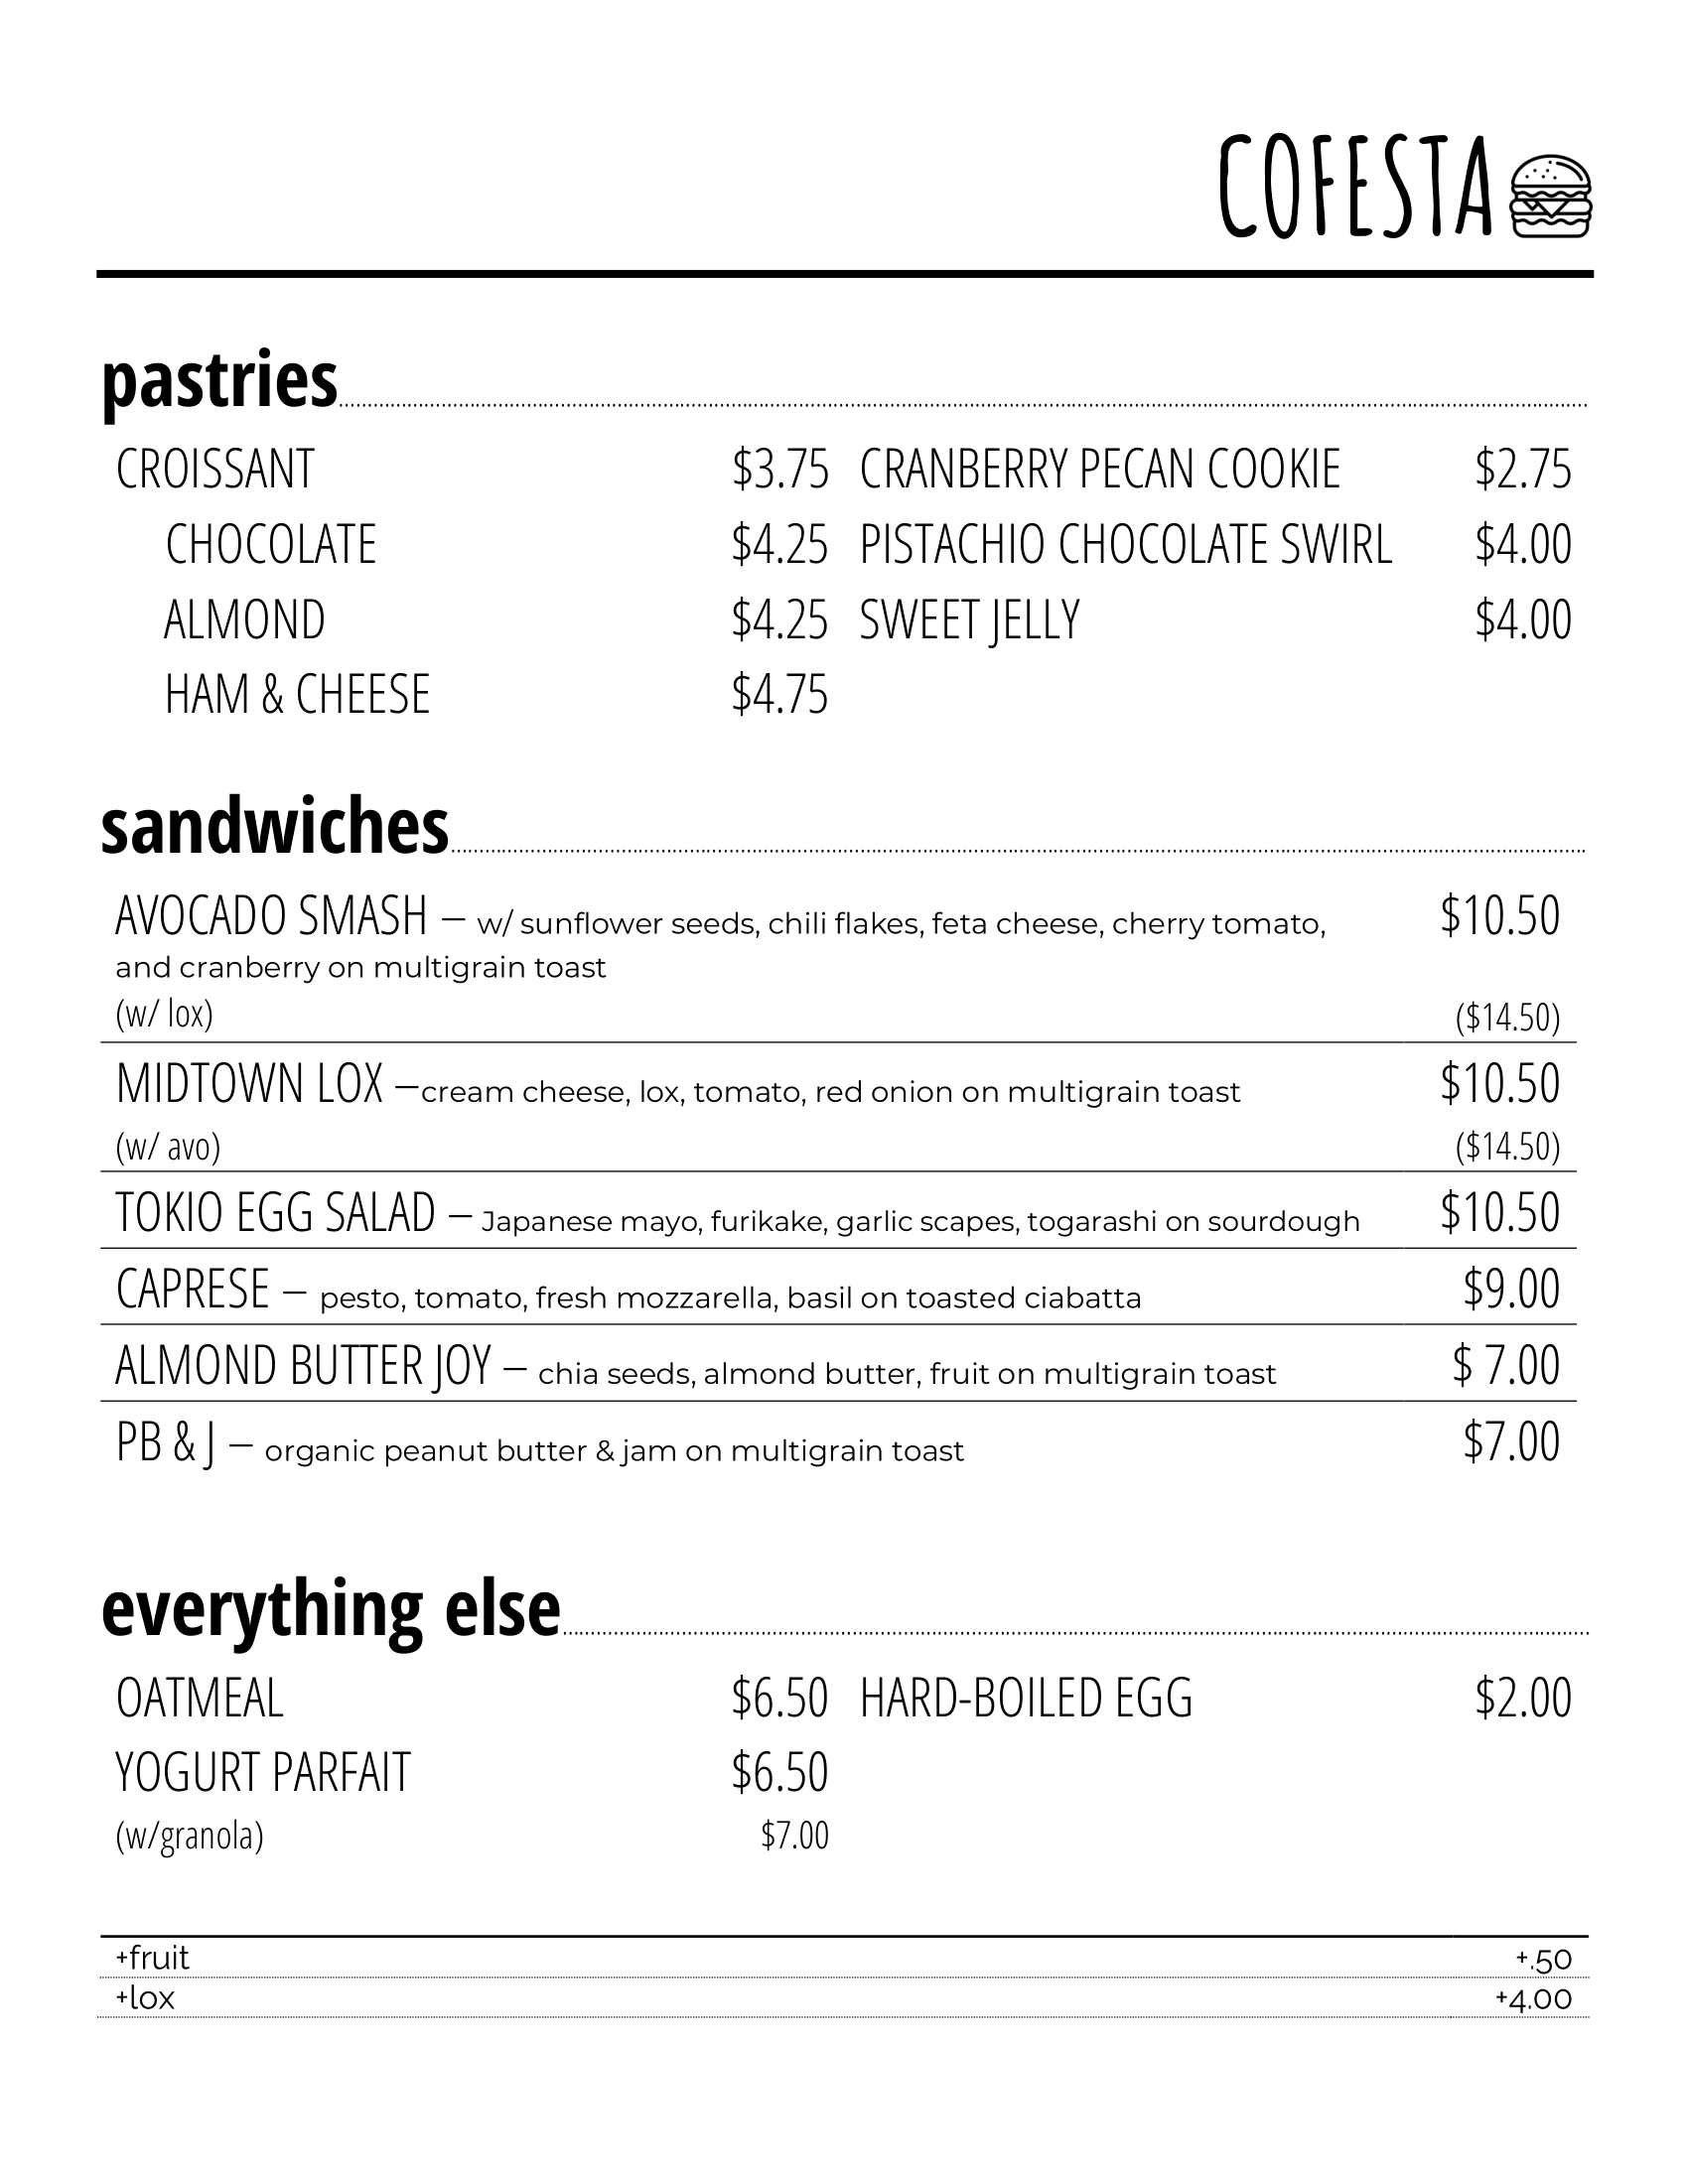 COFESTA
pastries
CROISSANT $3.75 CRANBERRY PECAN COOKIE $2.75
CHOCOLATE $4.25 PISTACHIO CHOCOLATE SWIRL $4.00
ALMOND $4.25 SWEET JELLY $4.00
HAM & CHEESE $4.75
sandwiches
AVOCADO SMASH – w/ sunflower seeds, chili flakes, feta cheese, cherry tomato, $10.50
and cranberry on multigrain toast
(w/ lox) ($14.50)
MIDTOWN LOX –cream cheese, lox, tomato, red onion on multigrain toast $10.50
(w/ avo) ($14.50)
TOKIO EGG SALAD – Japanese mayo, furikake, garlic scapes, togarashi on sourdough $10.50
CAPRESE – pesto, tomato, fresh mozzarella, basil on toasted ciabatta $9.00
ALMOND BUTTER JOY – chia seeds, almond butter, fruit on multigrain toast $ 7.00
PB & J – organic peanut butter & jam on multigrain toast $7.00
everything else
OATMEAL $6.50 HARD-BOILED EGG $2.00
YOGURT PARFAIT $6.50
(w/granola) $7.00
+fruit +.50
+lox +4.00